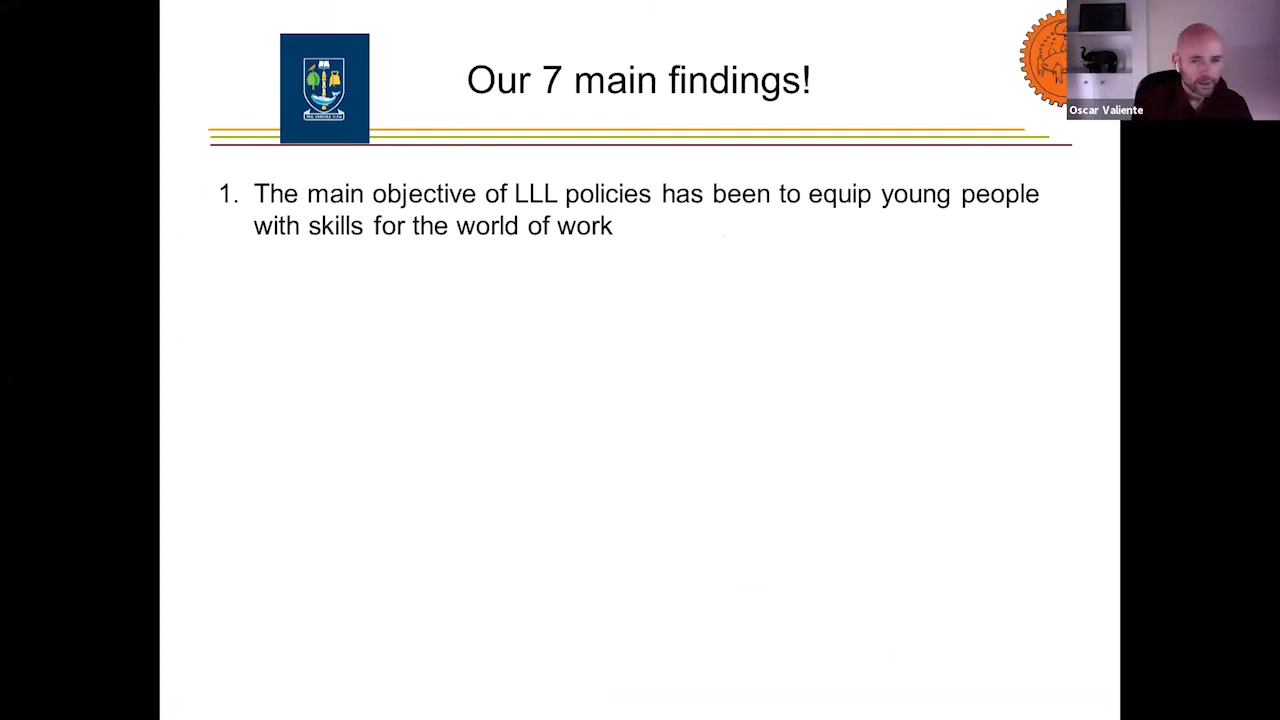 Our 7 main findings!
Oscar Valiente
1. The main objective of LLL policies has been to equip young people
with skills for the world of work